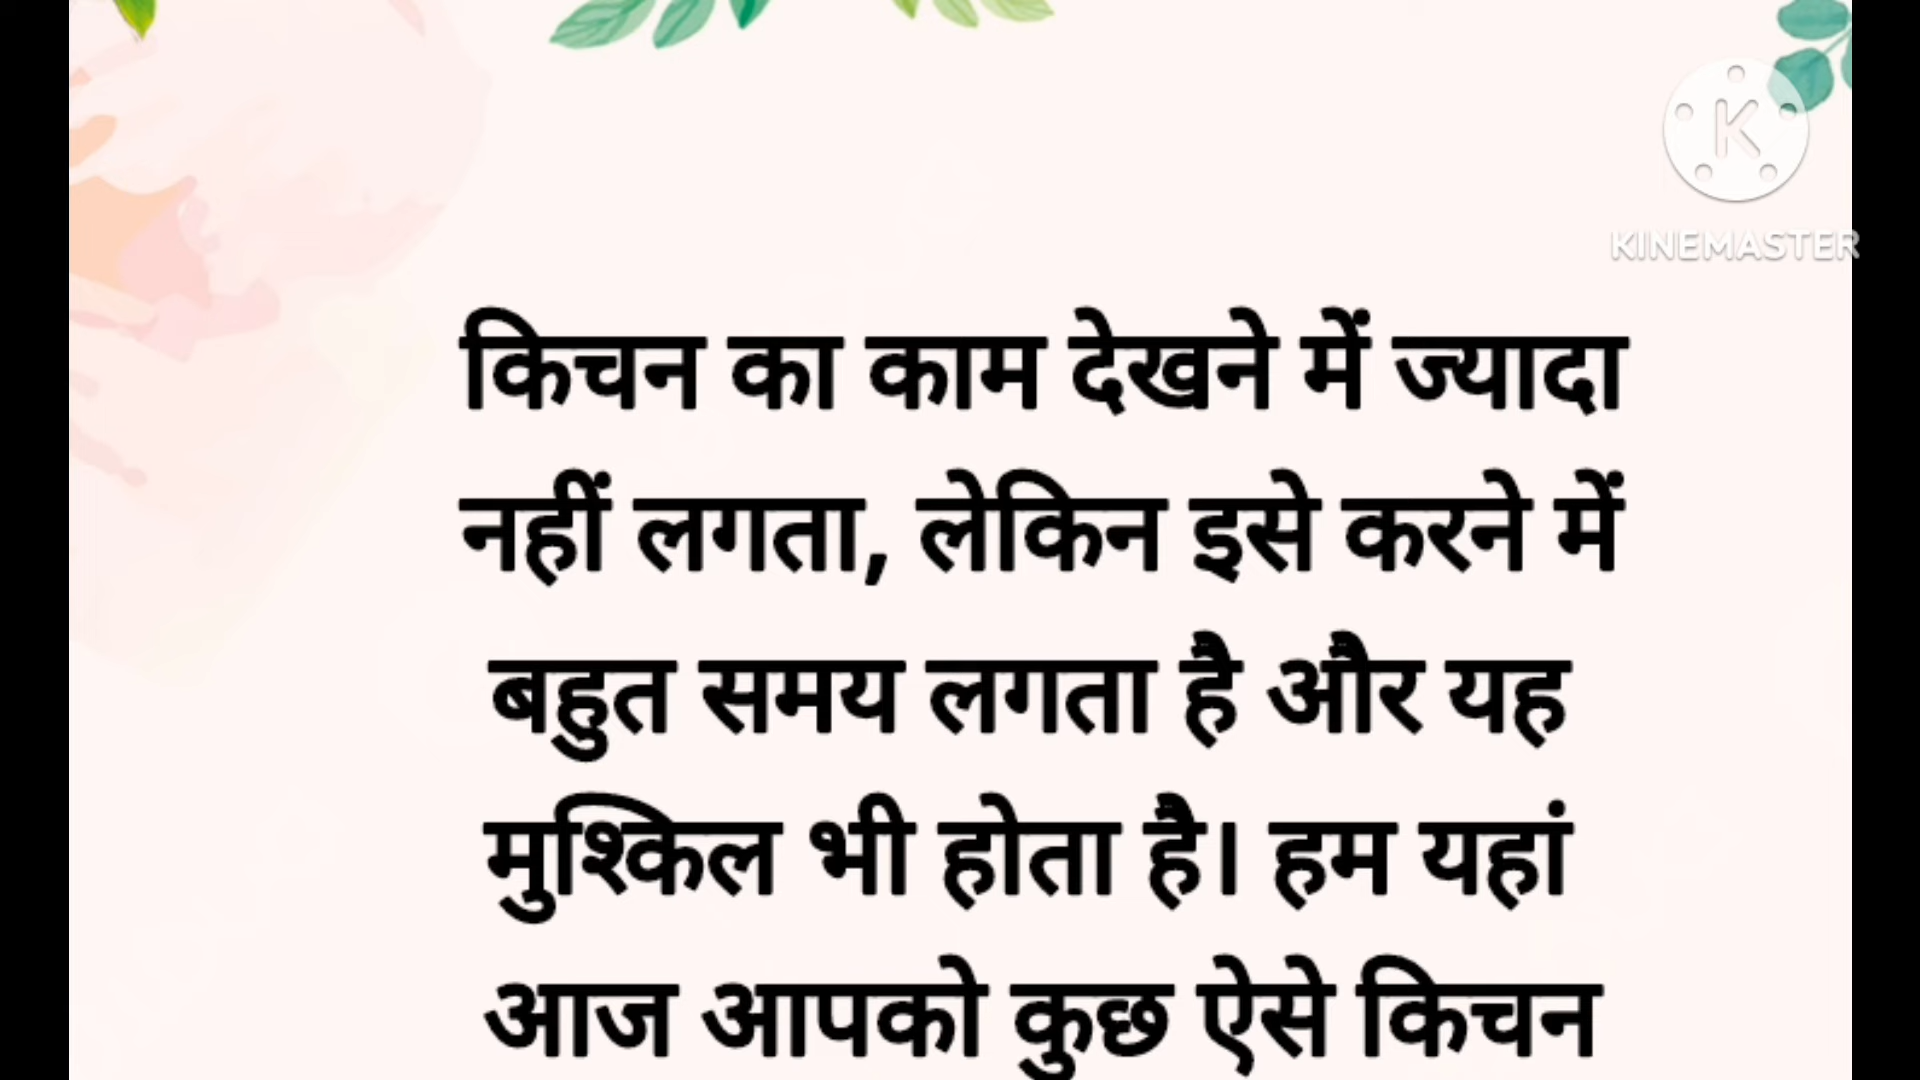 K
KINEMASTER
किचन का काम देखने में ज्यादा
नहीं लगता, लेकिन इसे करने में
बहुत समय लगता है और यह
मुश्किल भी होता है। हम यहां
आज आपको कुछ ऐसे किचन